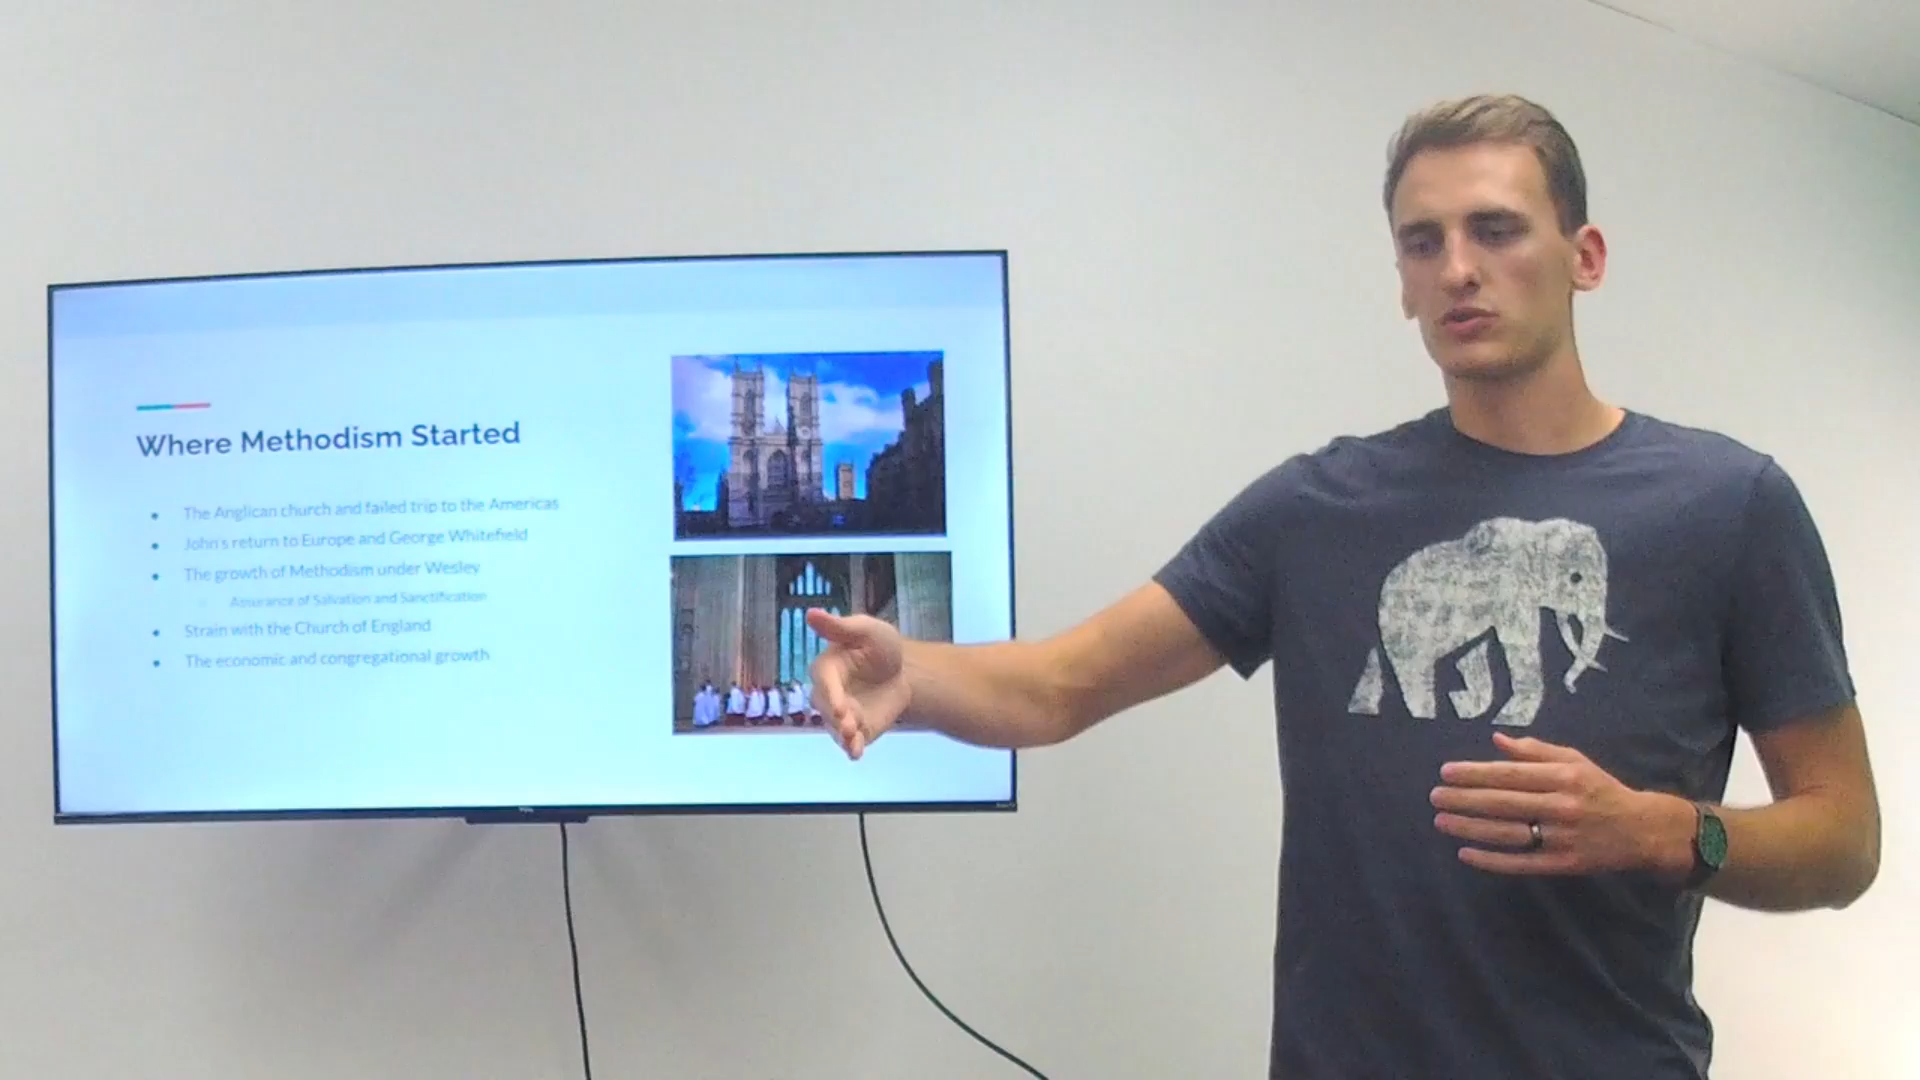 Where Methodism Started
The Anglican church and failed trip to the Americas
John's return to Europe and George Whitefield
The growth of Methodism under Wesley
Assurance of Salvation and Sanctification
Strain with the Church of England
The economic and congregational growth